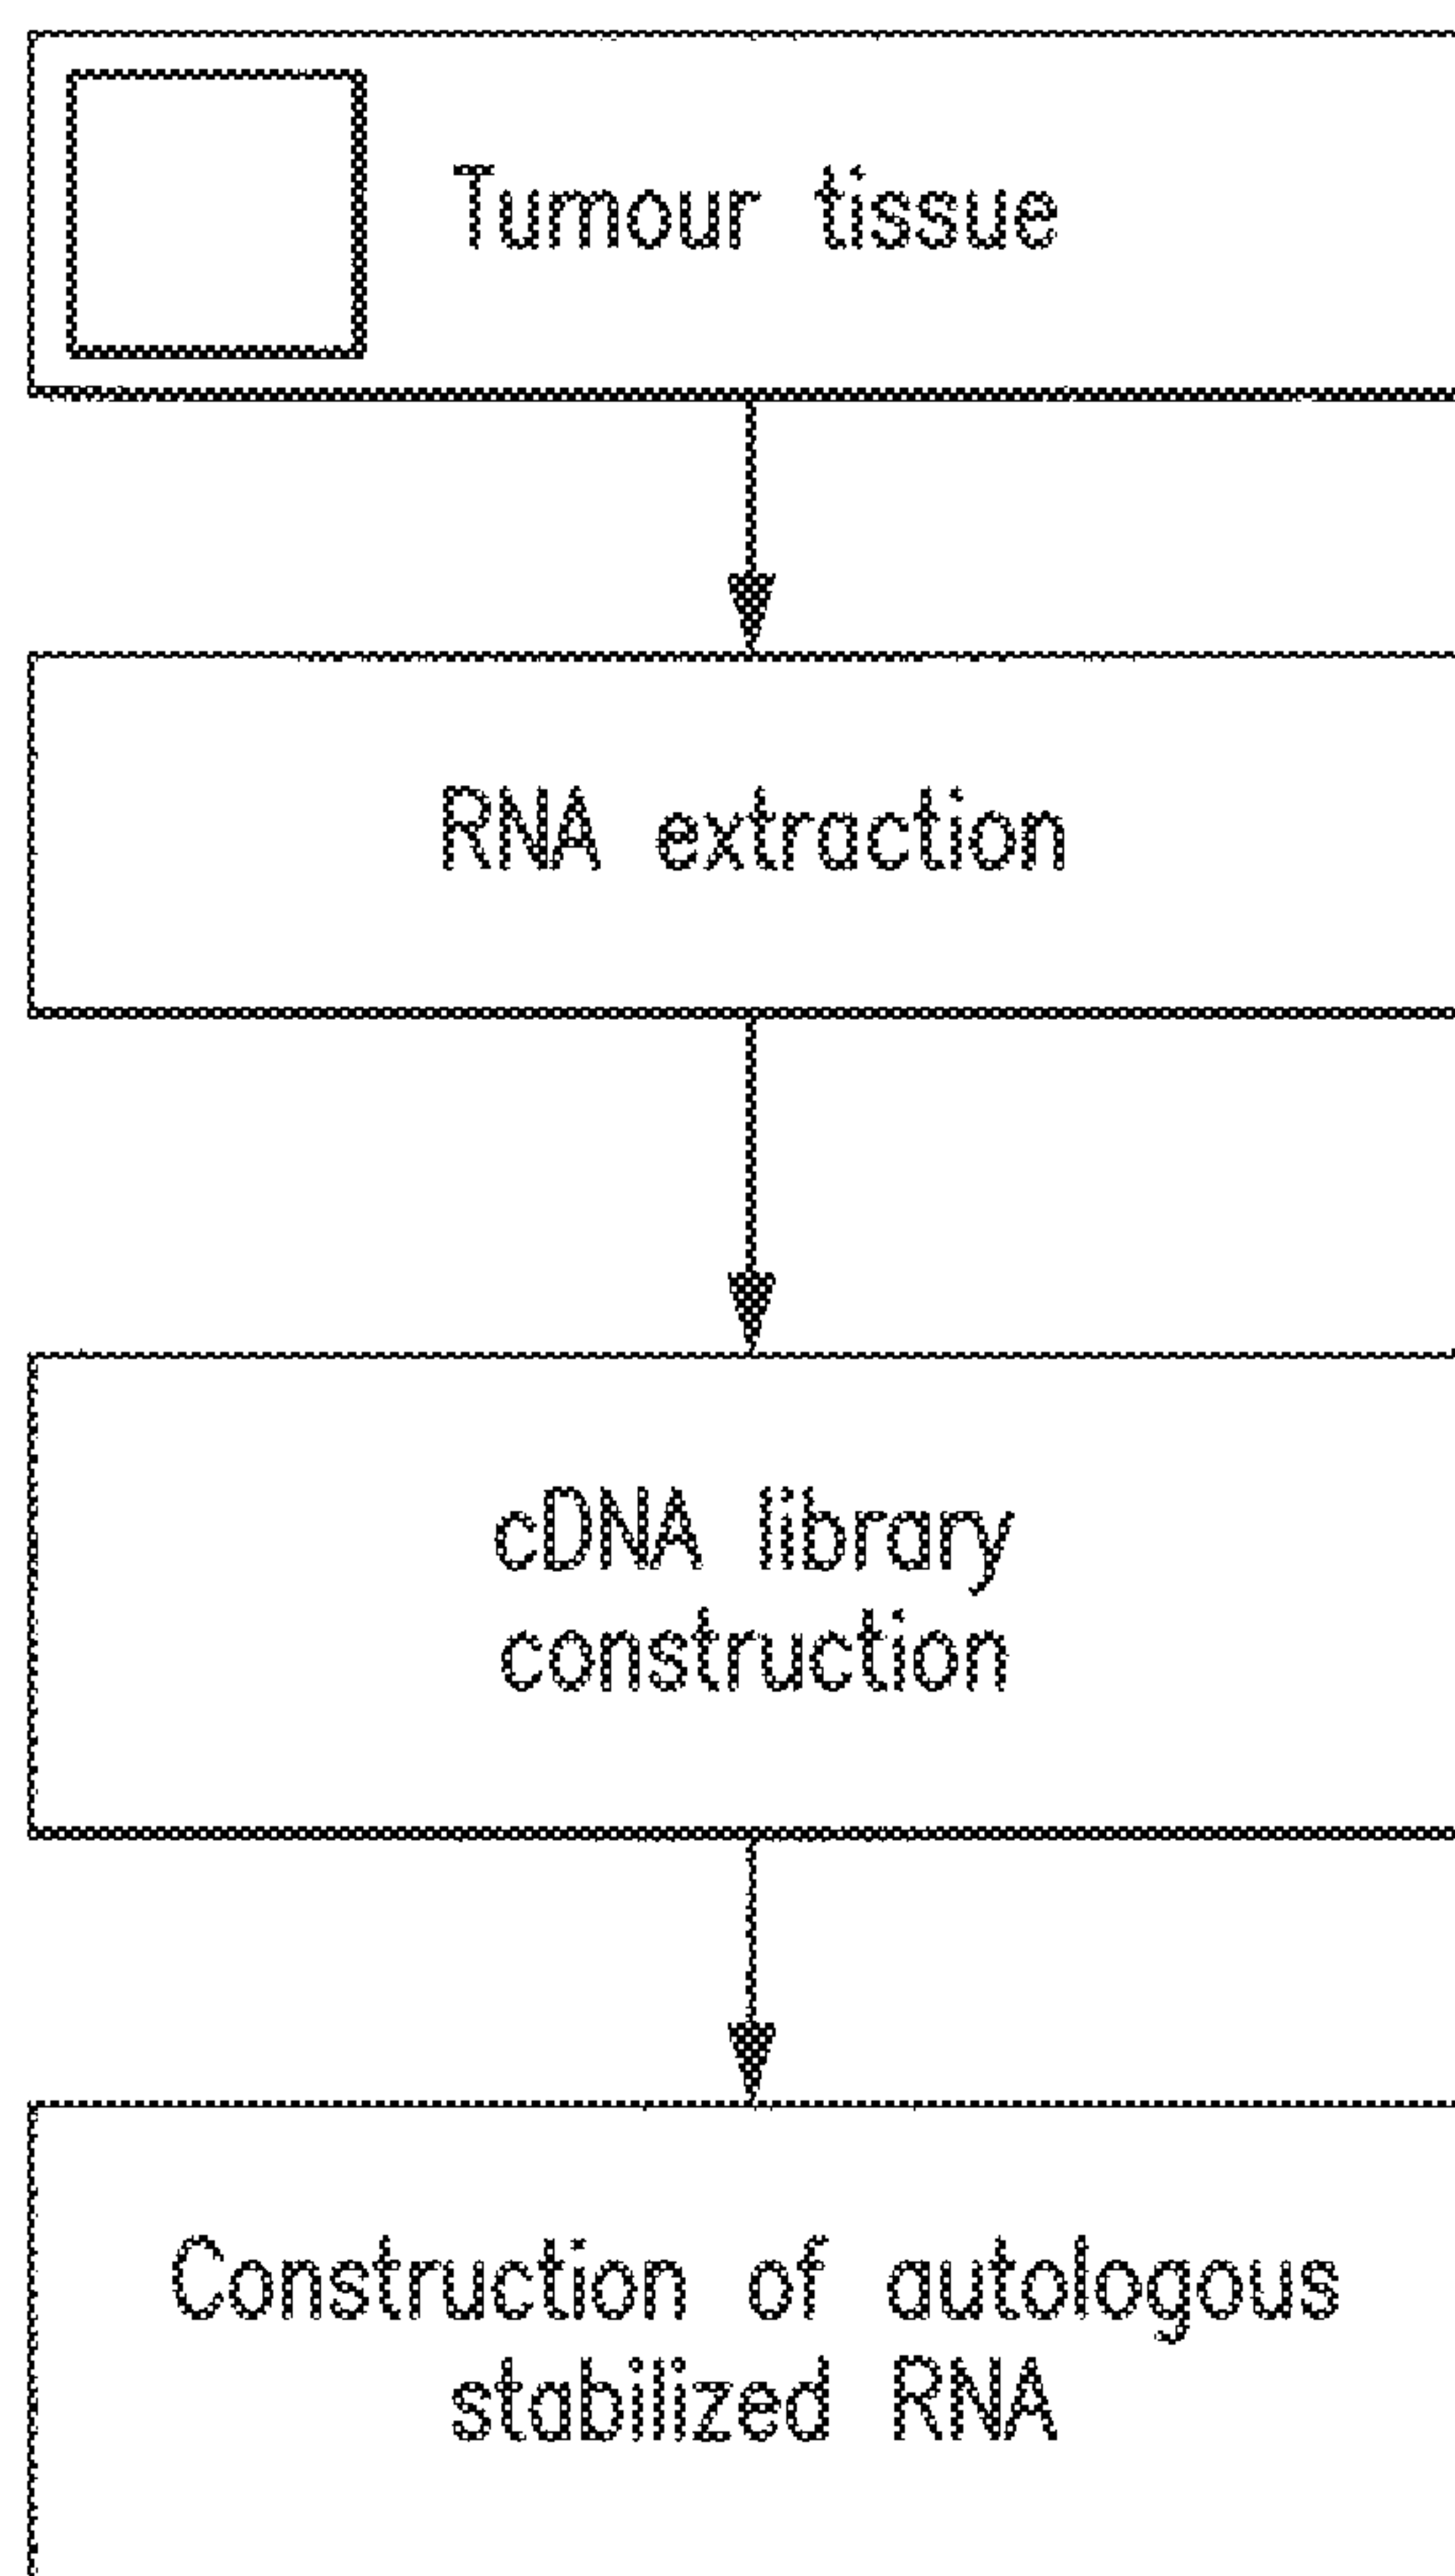 Tumour tissue
RNA extraction
cDNA library
construction
Construction of autologous
stabilized RNA